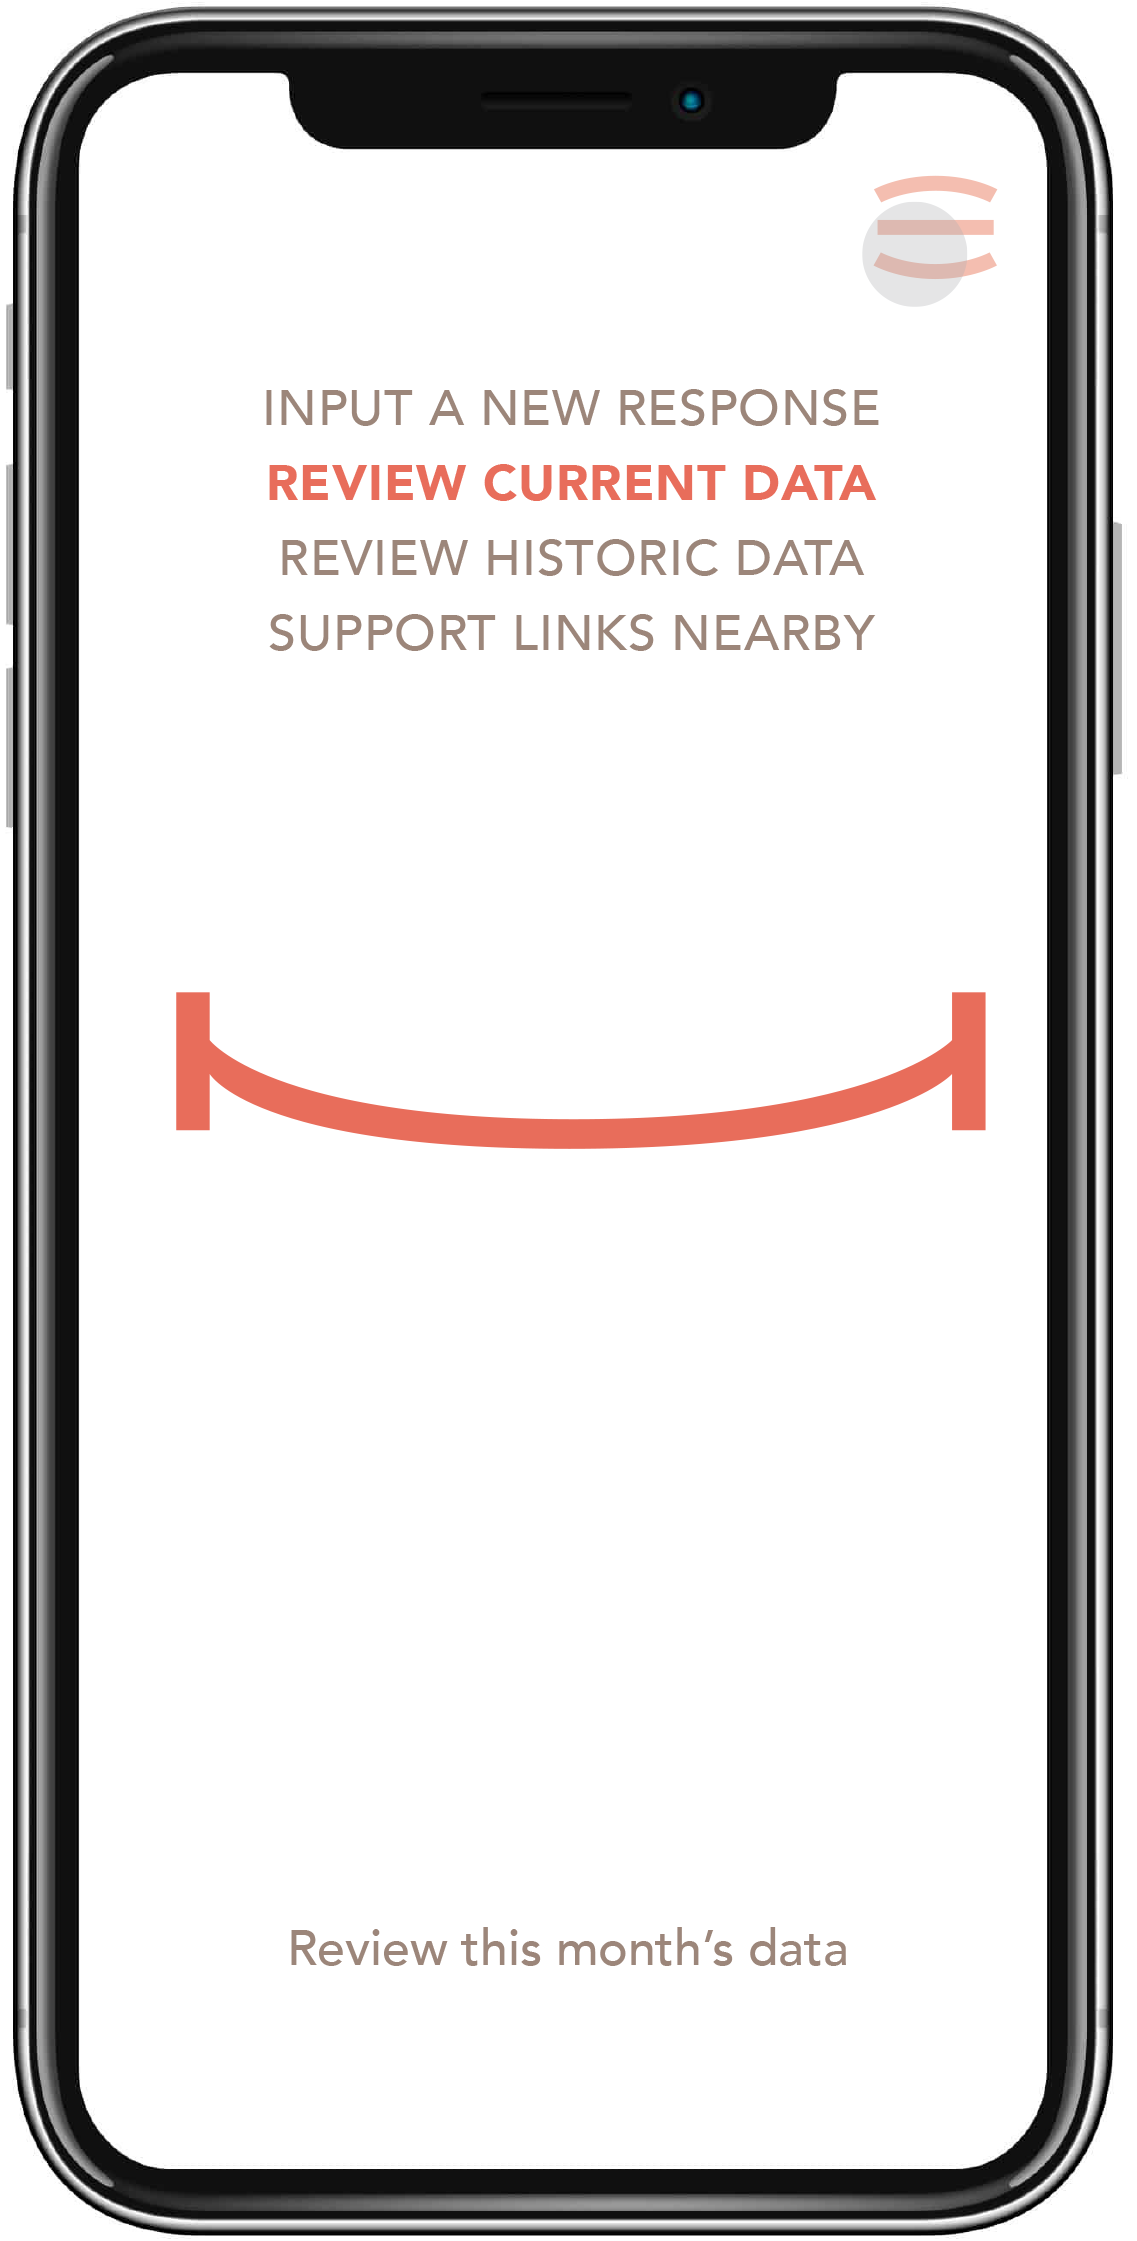 INPUT A NEW RESPONSE
REVIEW CURRENT DATA
REVIEW HISTORIC DATA
SUPPORT LINKS NEARBY
Review this month’s data